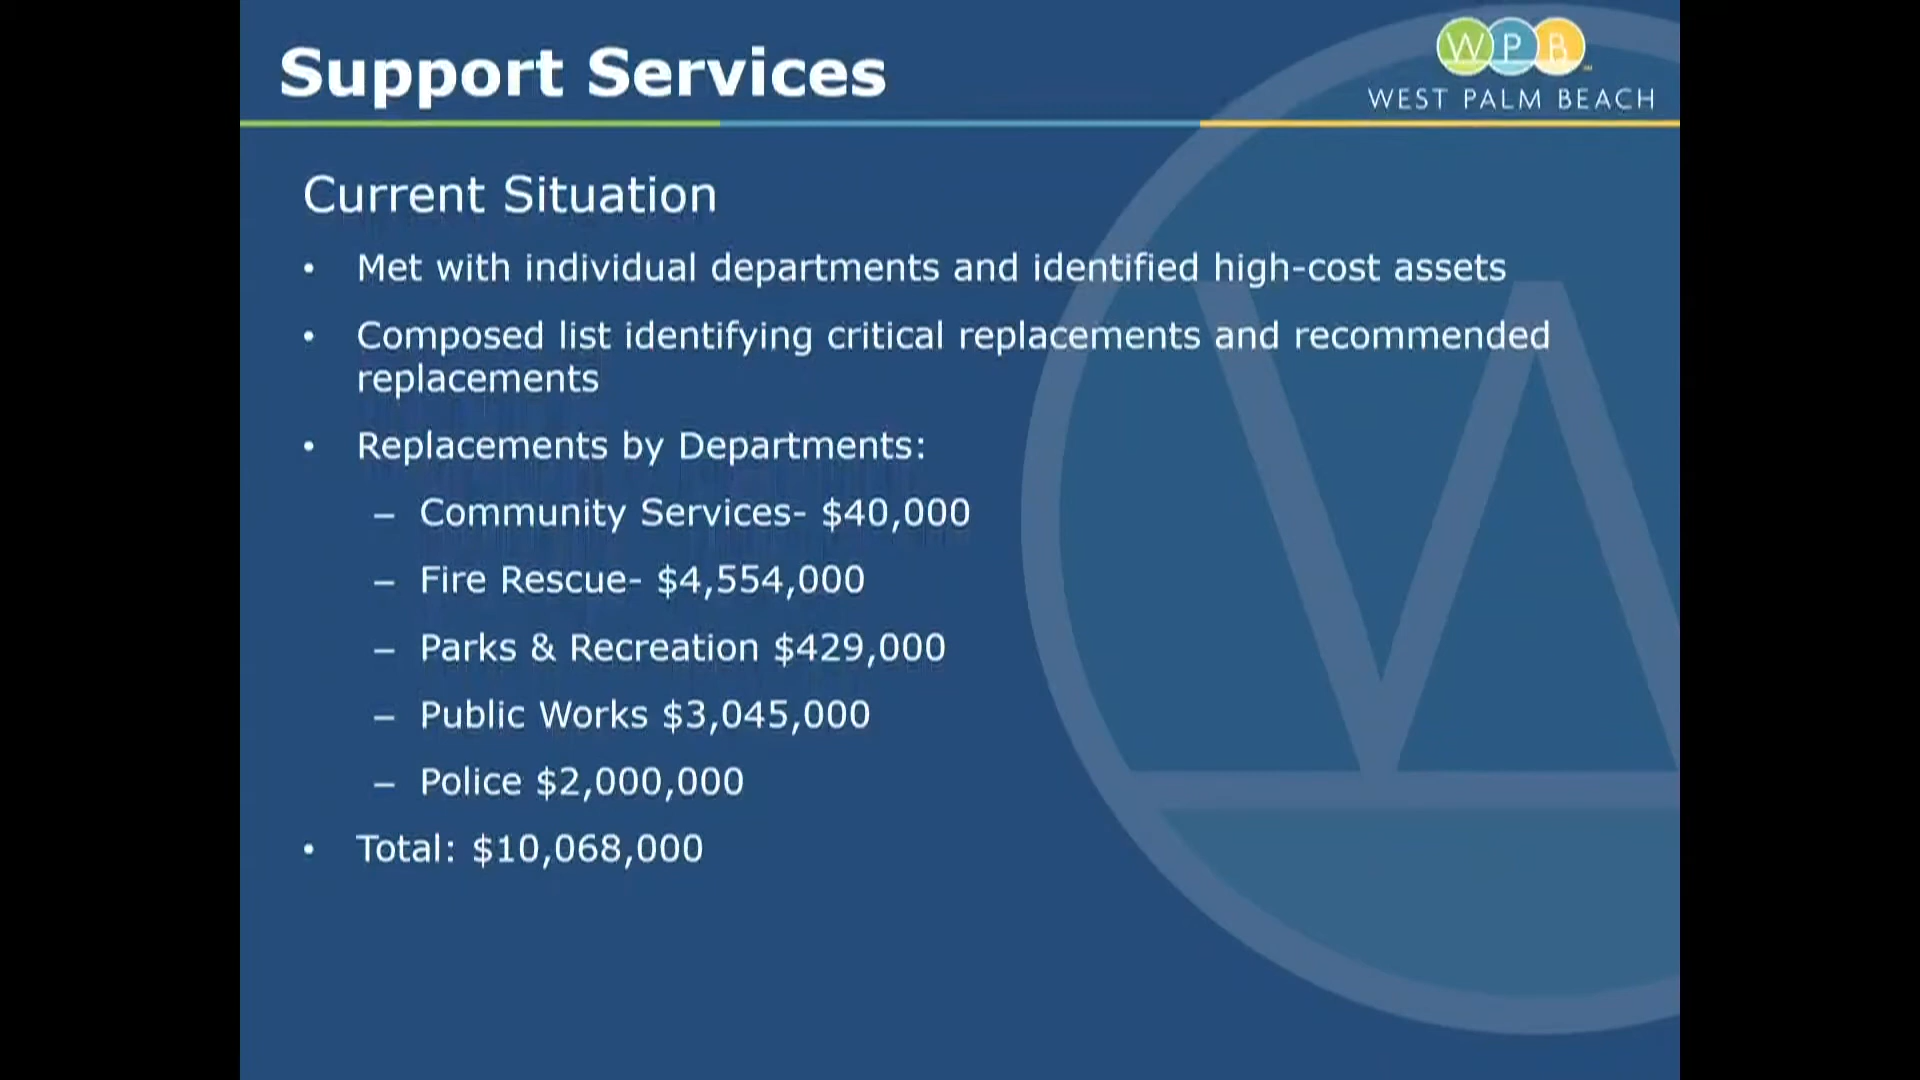 Support Services
WPB
WEST PALM BEACH
Current Situation
• Met with individual departments and identified high-cost assets
• Composed list identifying critical replacements and recommended
replacements
• Replacements by Departments:
– Community Services- $40,000
– Fire Rescue- $4,554,000
– Parks & Recreation $429,000
– Public Works $3,045,000
– Police $2,000,000
• Total: $10,068,000